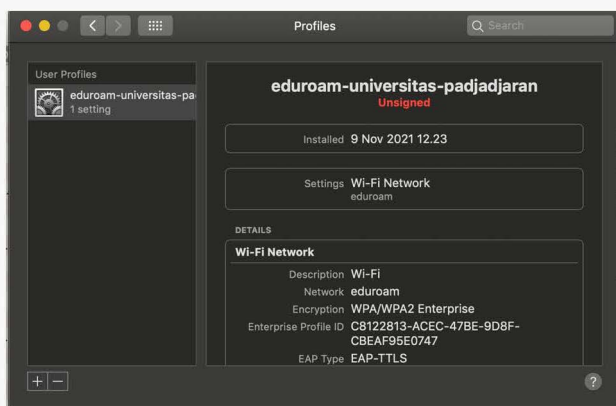 Profiles
Search
User Profiles
eduroam-universitas-pa
1 setting
eduroam-universitas-padjadjaran
Unsigned
Installed 9 Nov 2021 12.23
Settings Wi-Fi Network
eduroam
DETAILS
Wi-Fi Network
Description Wi-Fi
Network eduroam
Encryption WPA/WPA2 Enterprise
Enterprise Profile ID C8122813-ACEC-47BE-9D8F-
CBEAF95E0747
EAP Type EAP-TTLS
+ −
?